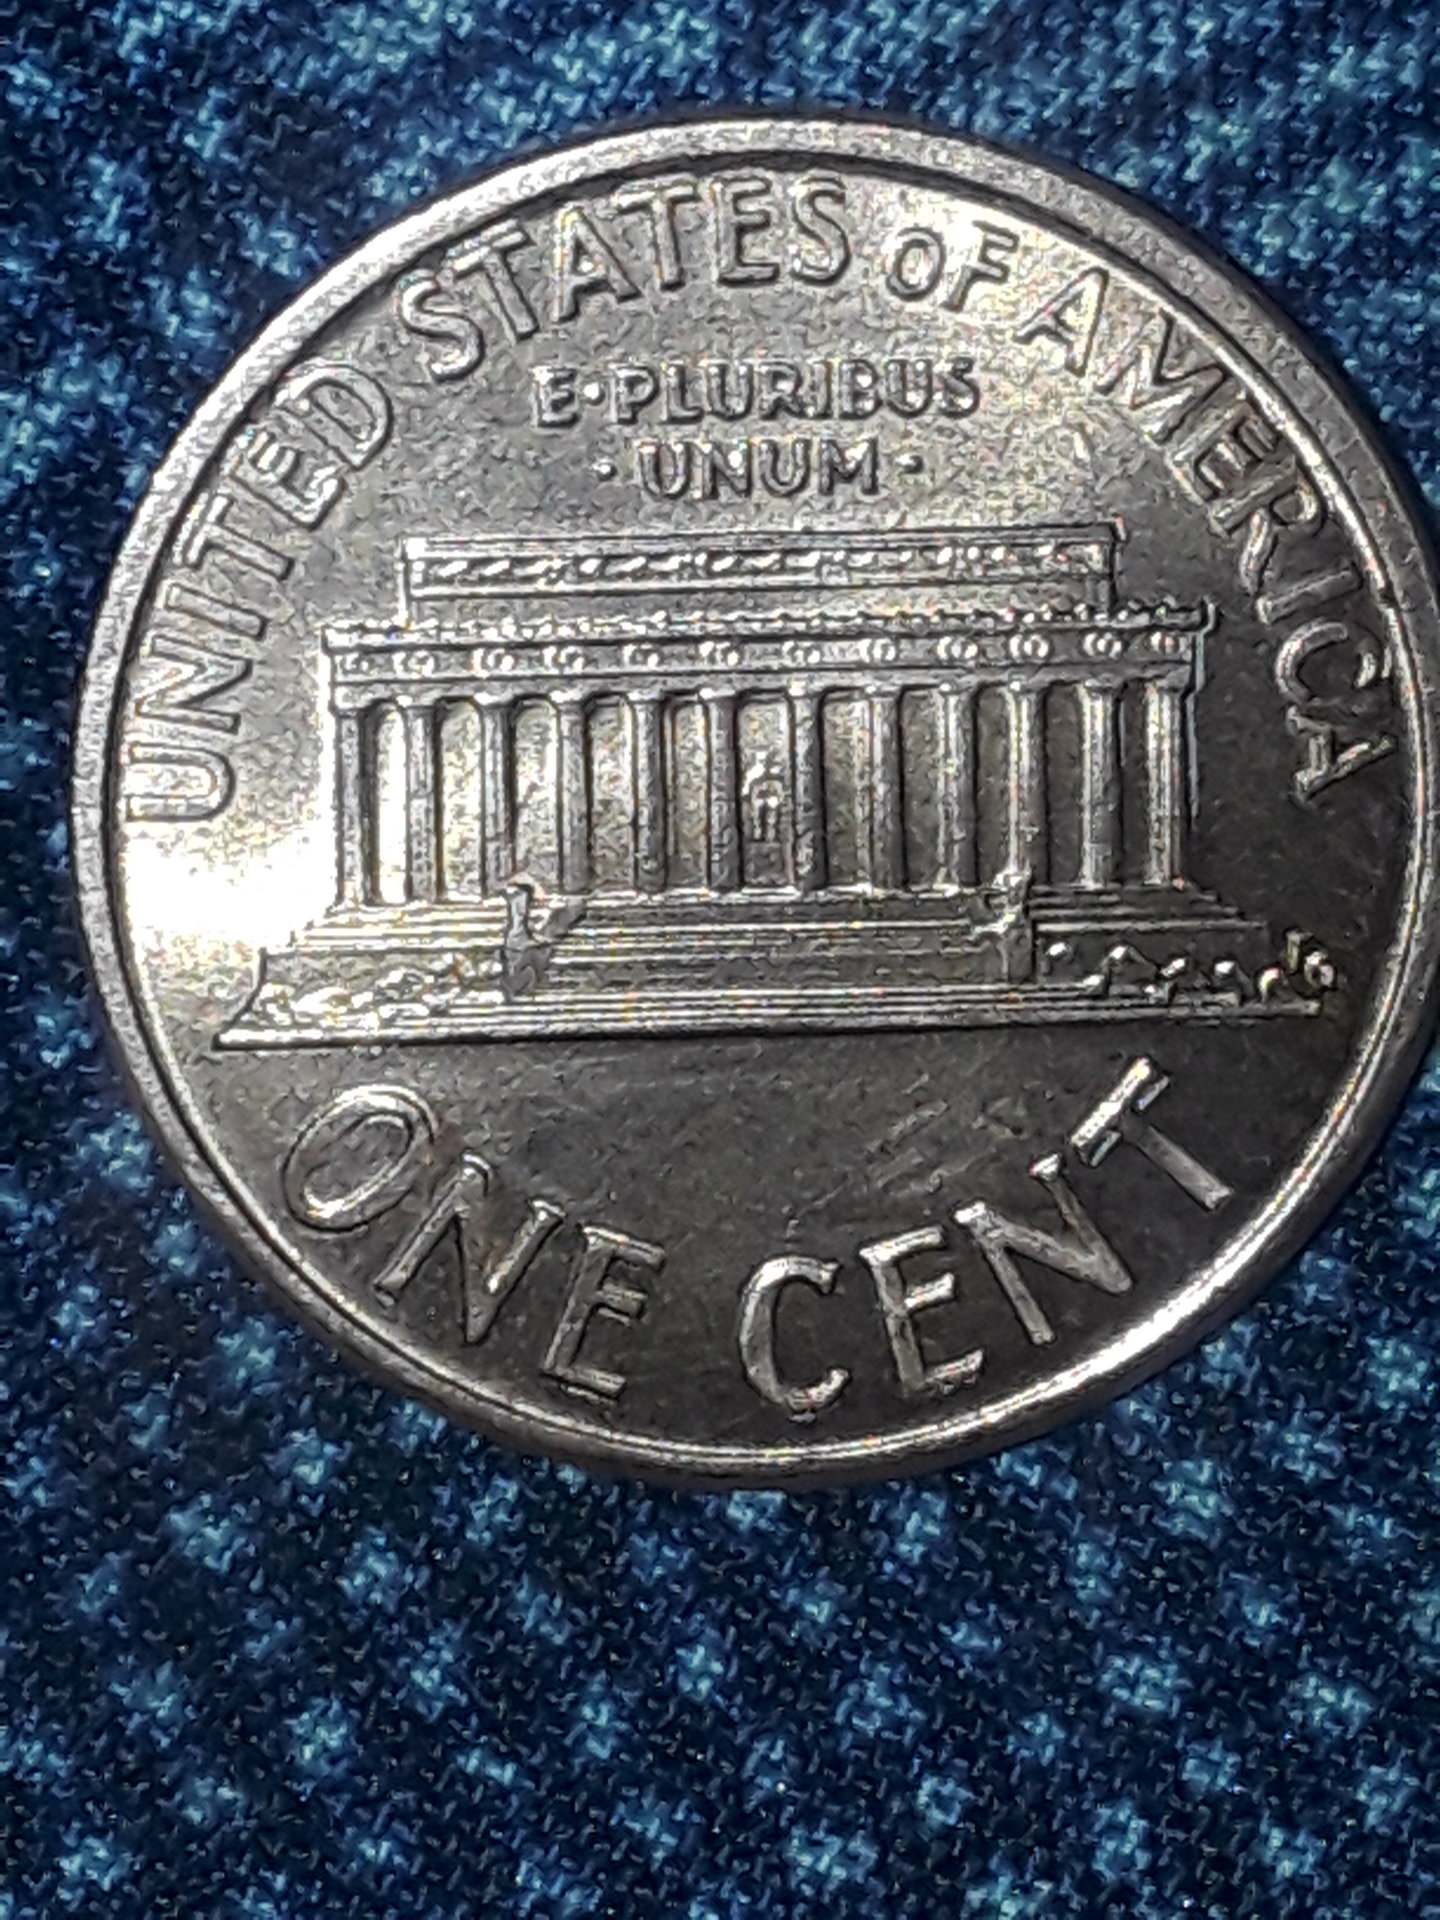 UNITED STATES OF AMERICA
E·PLURIBUS
·UNUM·
ONE CENT